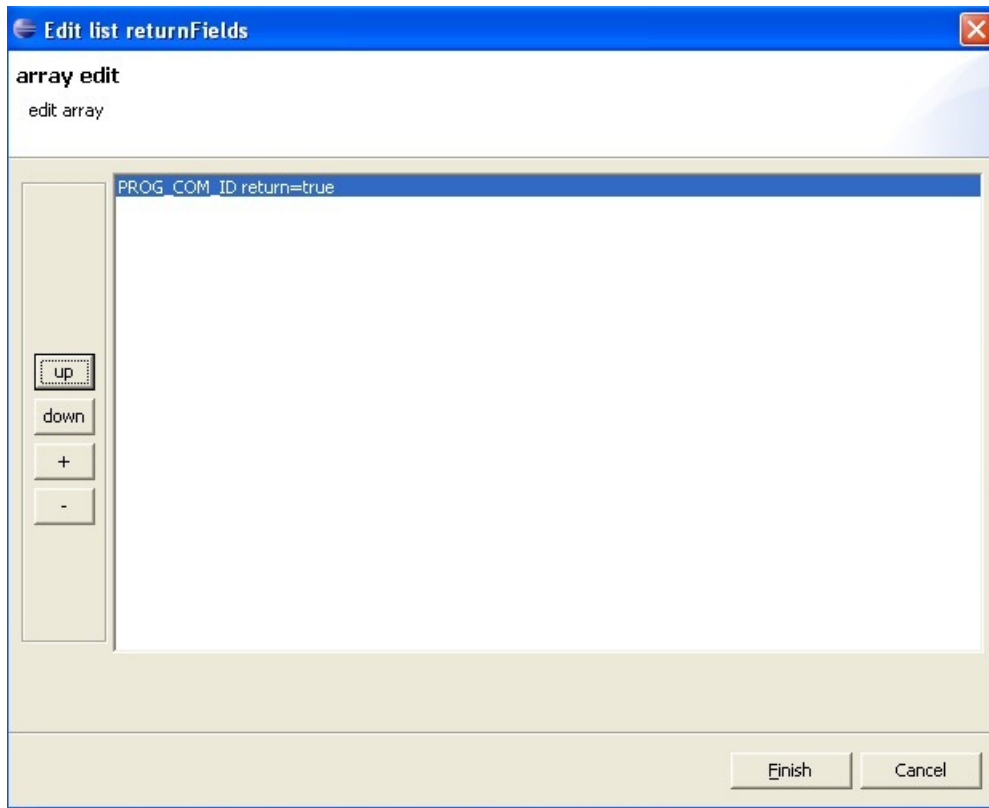 Edit list returnFields
array edit
edit array
PROG_COM_ID return=true
up
down
+
-
Finish
Cancel